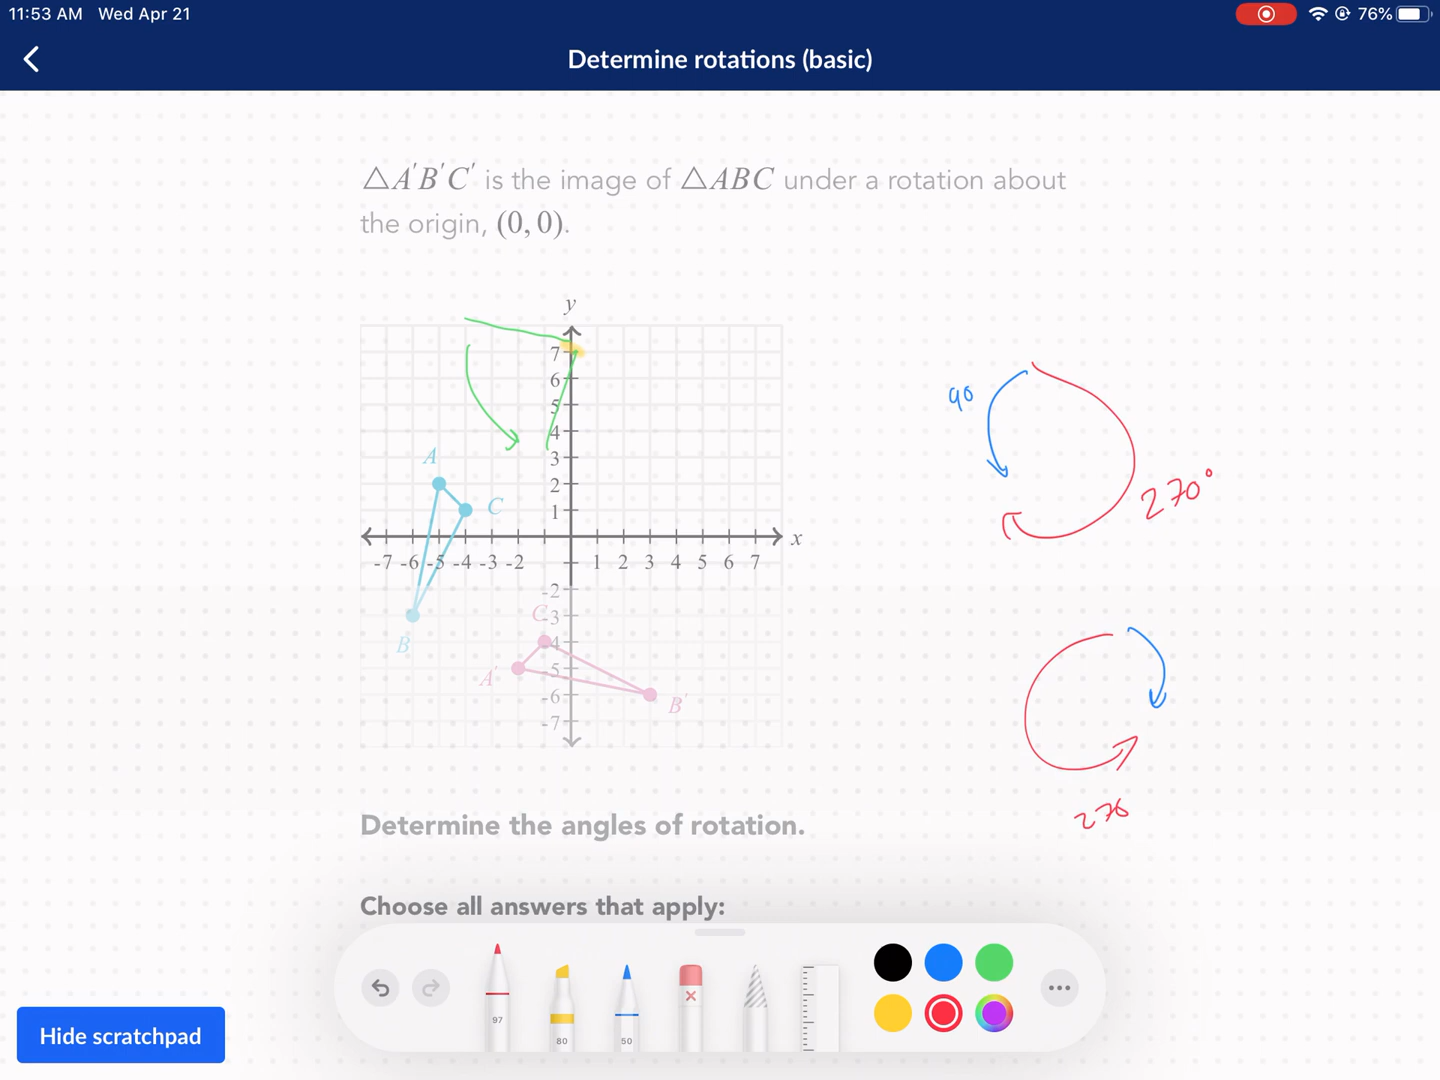 11:53 AM Wed Apr 21
76%
Determine rotations (basic)
△A′B′C′ is the image of △ABC under a rotation about
the origin, (0, 0).
y
7
6
5
4
3
2
1
A
C
x
-7 -6 -5 -4 -3 -2 1 2 3 4 5 6 7
-2
-3
-4
-5
-6
-7
B
C
A′
B′
90
270°
270
Determine the angles of rotation.
Choose all answers that apply:
97
80
50
Hide scratchpad